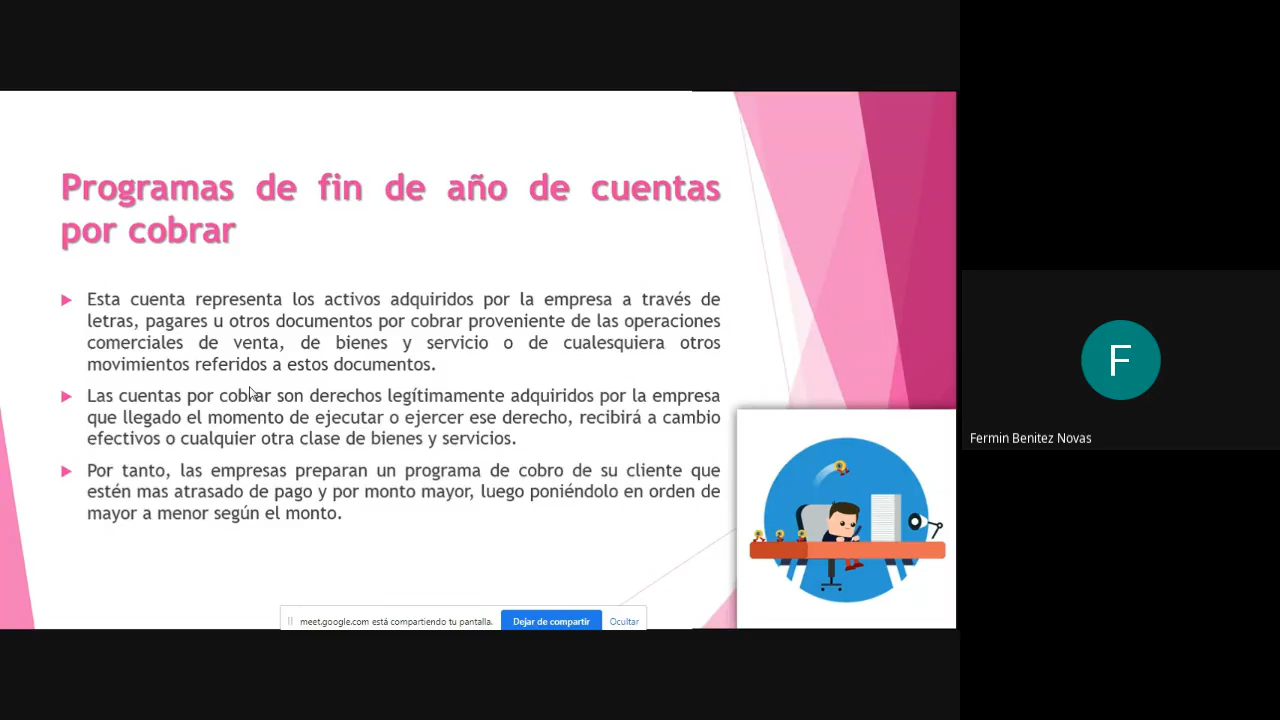 Programas de fin de año de cuentas
por cobrar
Esta cuenta representa los activos adquiridos por la empresa a través de
letras, pagares u otros documentos por cobrar proveniente de las operaciones
comerciales de venta, de bienes y servicio o de cualesquiera otros
movimientos referidos a estos documentos.
Las cuentas por cobrar son derechos legítimamente adquiridos por la empresa
que llegado el momento de ejecutar o ejercer ese derecho, recibirá a cambio
efectivos o cualquier otra clase de bienes y servicios.
Por tanto, las empresas preparan un programa de cobro de su cliente que
estén mas atrasado de pago y por monto mayor, luego poniéndolo en orden de
mayor a menor según el monto.
meet.google.com está compartiendo tu pantalla.
Dejar de compartir
Ocultar
F
Fermin Benitez Novas